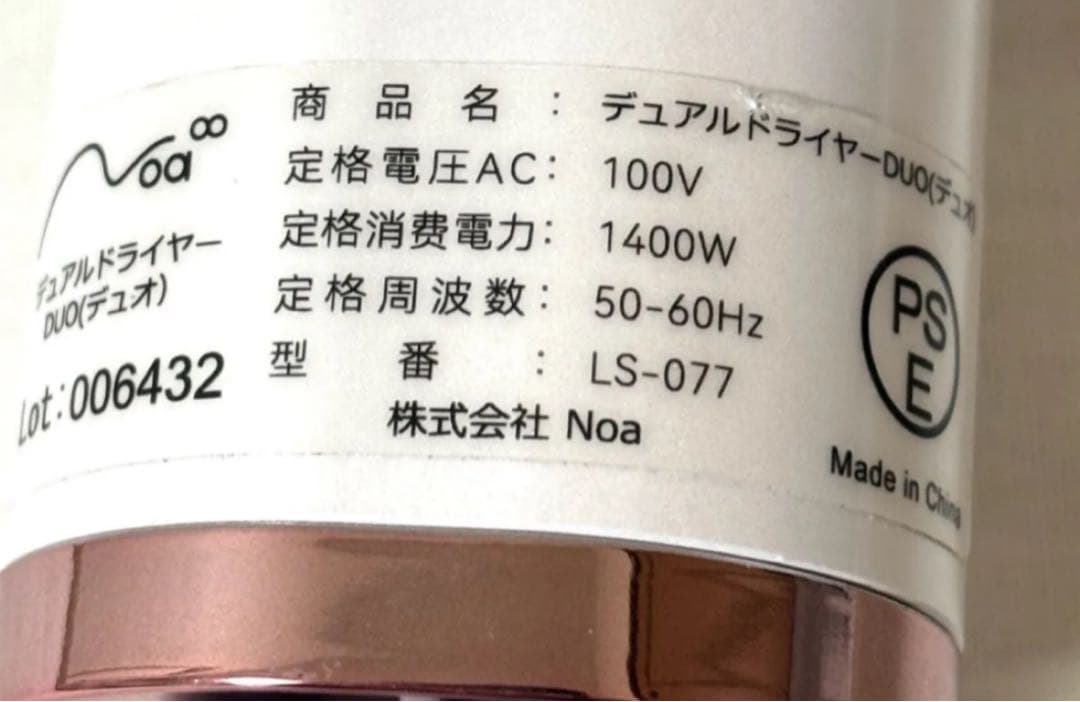 Noa∞
デュアルドライヤー
DUO(デュオ)
Lot:006432
商品名:デュアルドライヤーDUO(デュオ)
定格電圧AC:100V
定格消費電力:1400W
定格周波数:50-60Hz
型番:LS-077
株式会社 Noa
PS
E
Made in China